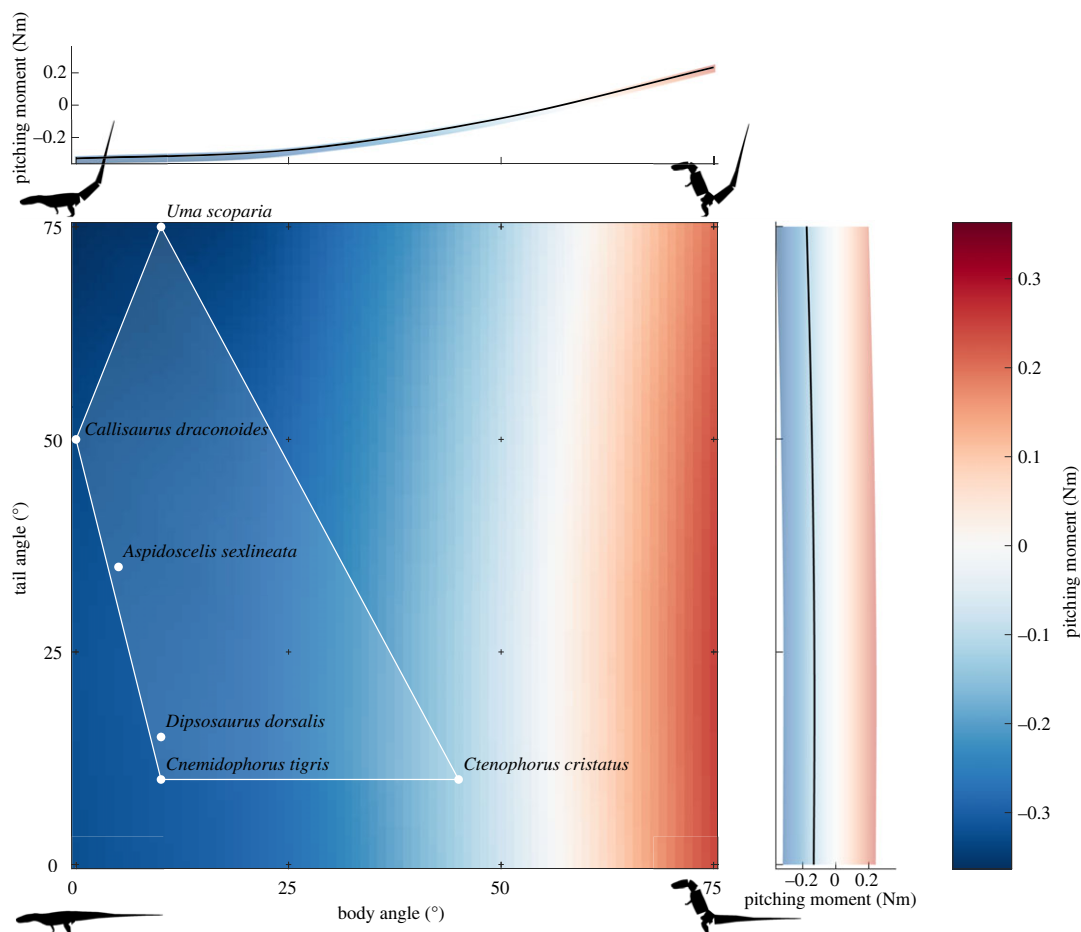 pitching moment (Nm)
0.2
0
–0.2
Uma scoparia
75
50
25
0
tail angle (°)
Callisaurus draconoides
Aspidoscelis sexlineata
Dipsosaurus dorsalis
Cnemidophorus tigris
Ctenophorus cristatus
0
25
50
75
body angle (°)
–0.2
0
0.2
pitching moment (Nm)
0.3
0.2
0.1
0
–0.1
–0.2
–0.3
pitching moment (Nm)